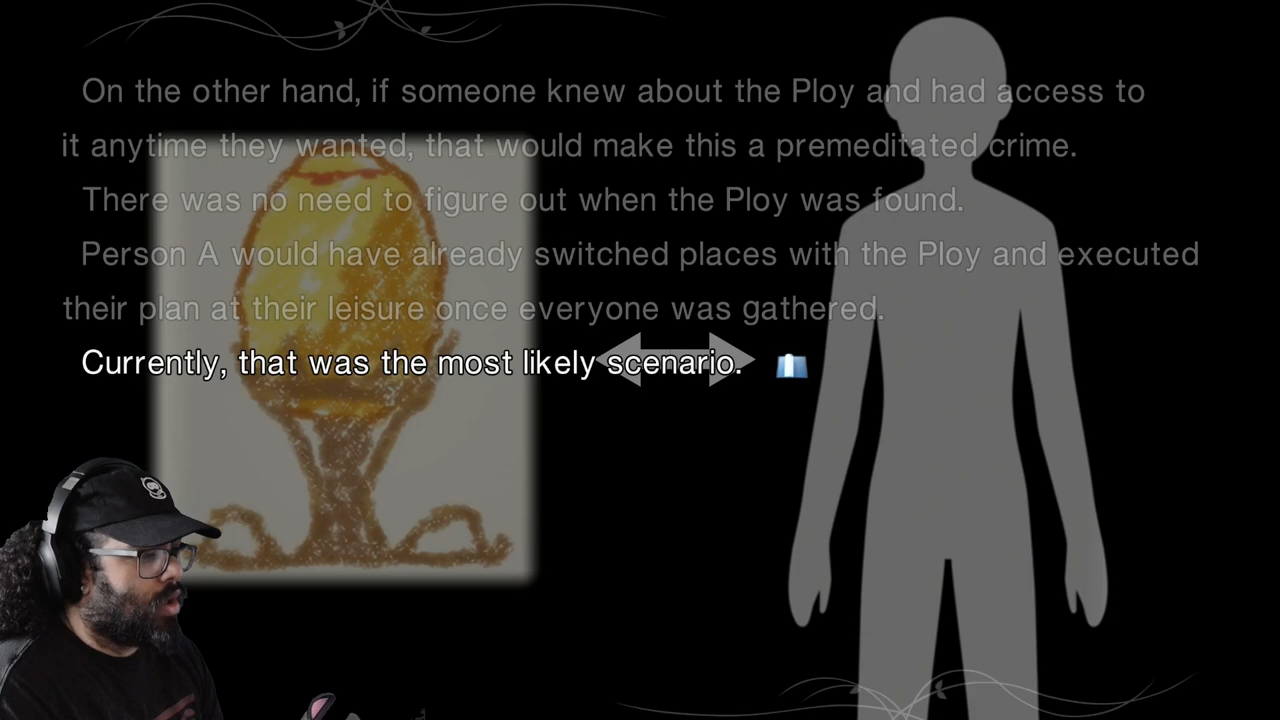 On the other hand, if someone knew about the Ploy and had access to
it anytime they wanted, that would make this a premeditated crime.
There was no need to figure out when the Ploy was found.
Person A would have already switched places with the Ploy and executed
their plan at their leisure once everyone was gathered.
Currently, that was the most likely scenario.